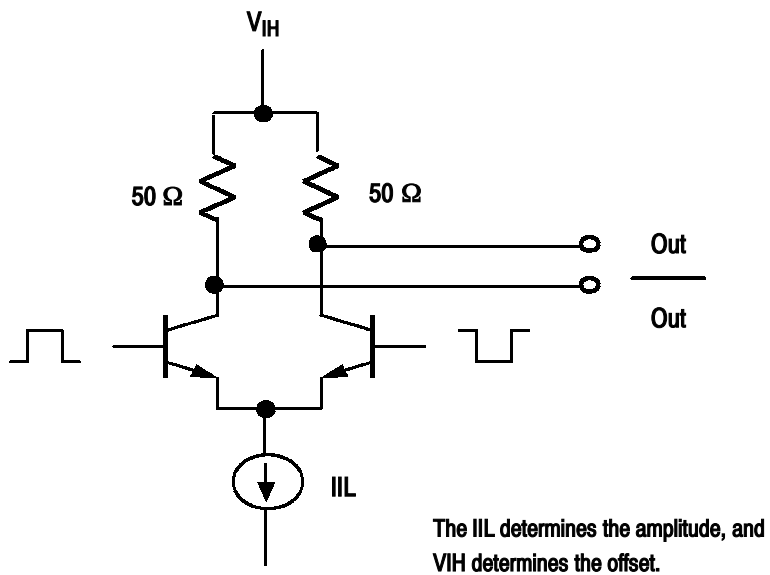 VIH
50 Ω
50 Ω
Out
Out
IIL
The IIL determines the amplitude, and
VIH determines the offset.